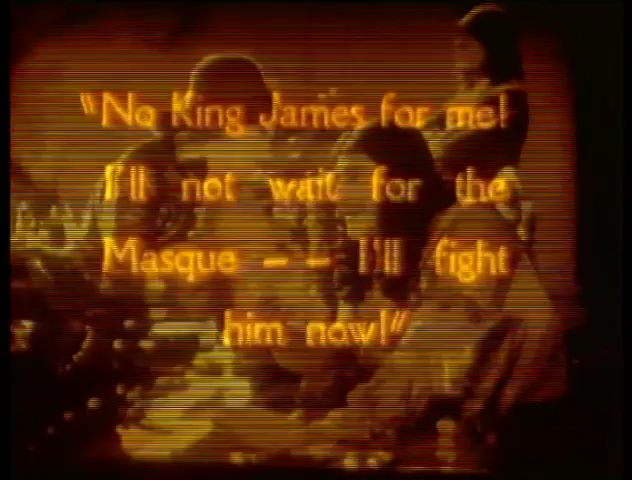 "No King James for me!
I'll not wait for the
Masque – – I'll fight
him now!"